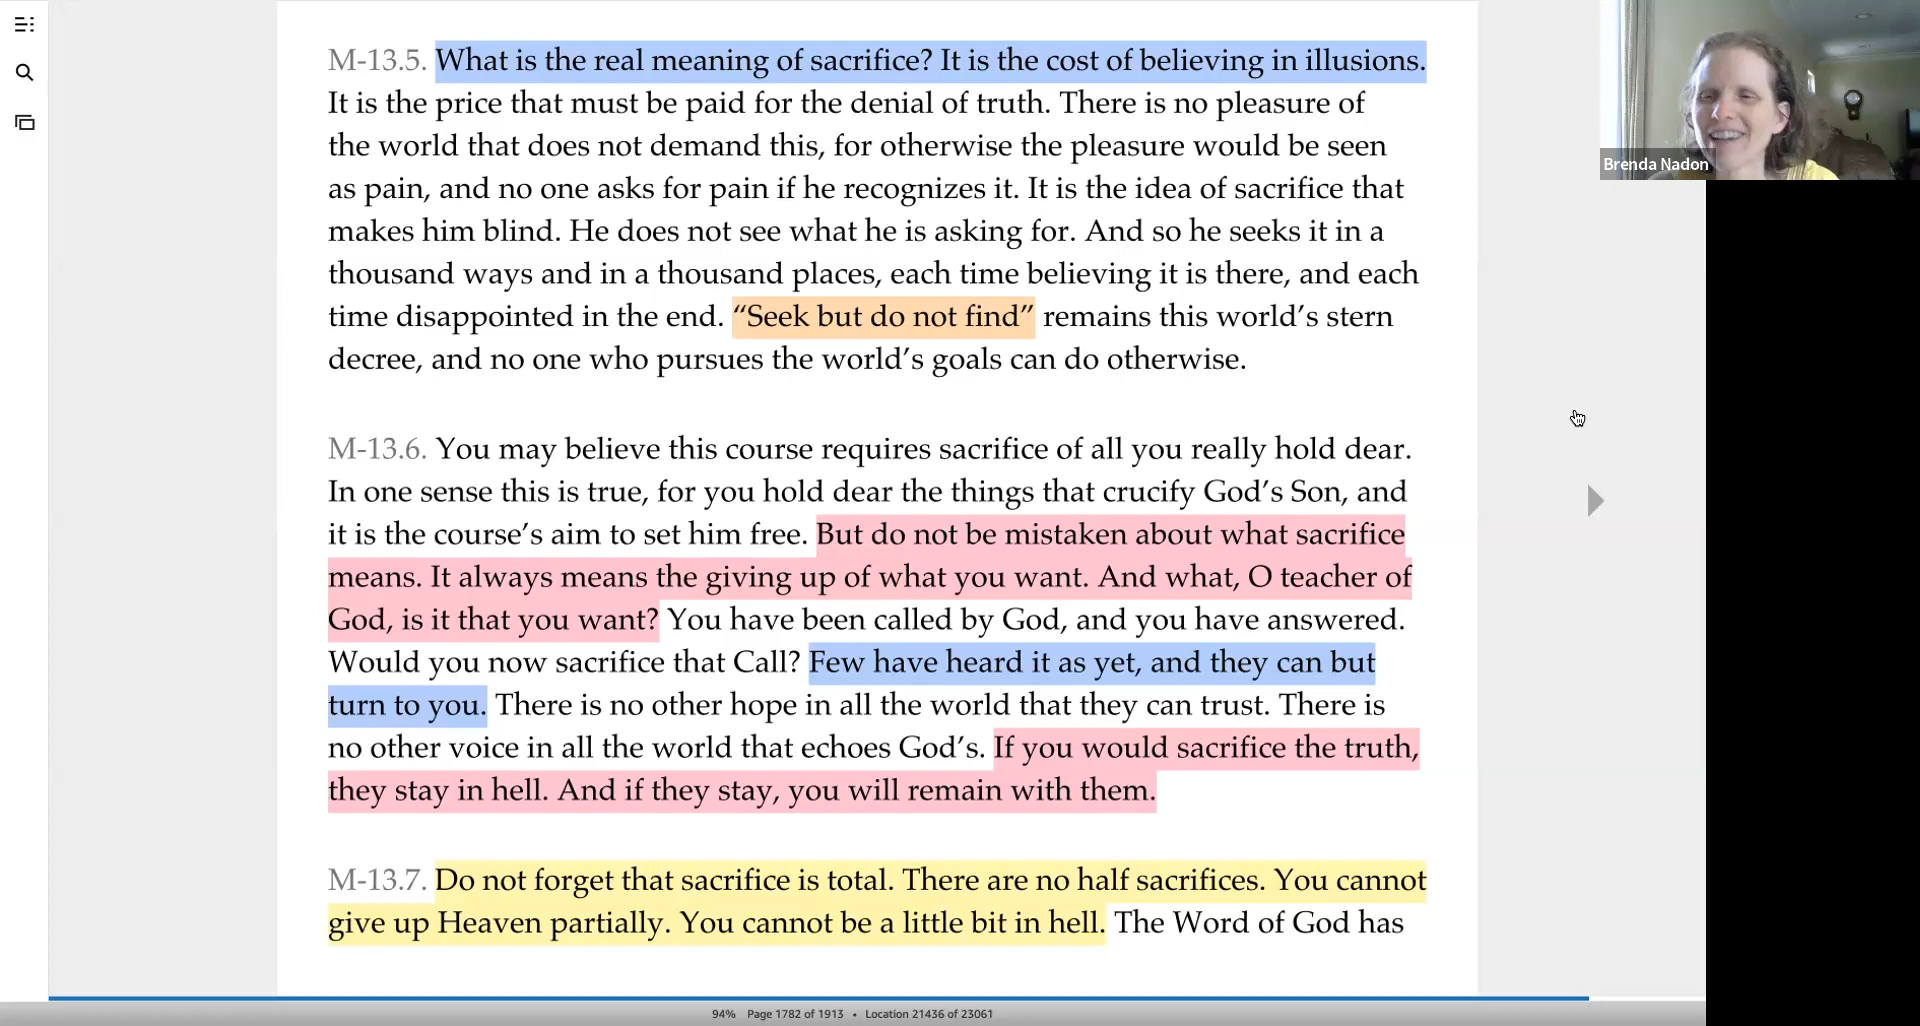 M-13.5. What is the real meaning of sacrifice? It is the cost of believing in illusions.
It is the price that must be paid for the denial of truth. There is no pleasure of
the world that does not demand this, for otherwise the pleasure would be seen
as pain, and no one asks for pain if he recognizes it. It is the idea of sacrifice that
makes him blind. He does not see what he is asking for. And so he seeks it in a
thousand ways and in a thousand places, each time believing it is there, and each
time disappointed in the end. “Seek but do not find” remains this world’s stern
decree, and no one who pursues the world’s goals can do otherwise.
M-13.6. You may believe this course requires sacrifice of all you really hold dear.
In one sense this is true, for you hold dear the things that crucify God’s Son, and
it is the course’s aim to set him free. But do not be mistaken about what sacrifice
means. It always means the giving up of what you want. And what, O teacher of
God, is it that you want? You have been called by God, and you have answered.
Would you now sacrifice that Call? Few have heard it as yet, and they can but
turn to you. There is no other hope in all the world that they can trust. There is
no other voice in all the world that echoes God’s. If you would sacrifice the truth,
they stay in hell. And if they stay, you will remain with them.
M-13.7. Do not forget that sacrifice is total. There are no half sacrifices. You cannot
give up Heaven partially. You cannot be a little bit in hell. The Word of God has
94% Page 1782 of 1913 • Location 21436 of 23061
Brenda Nadon